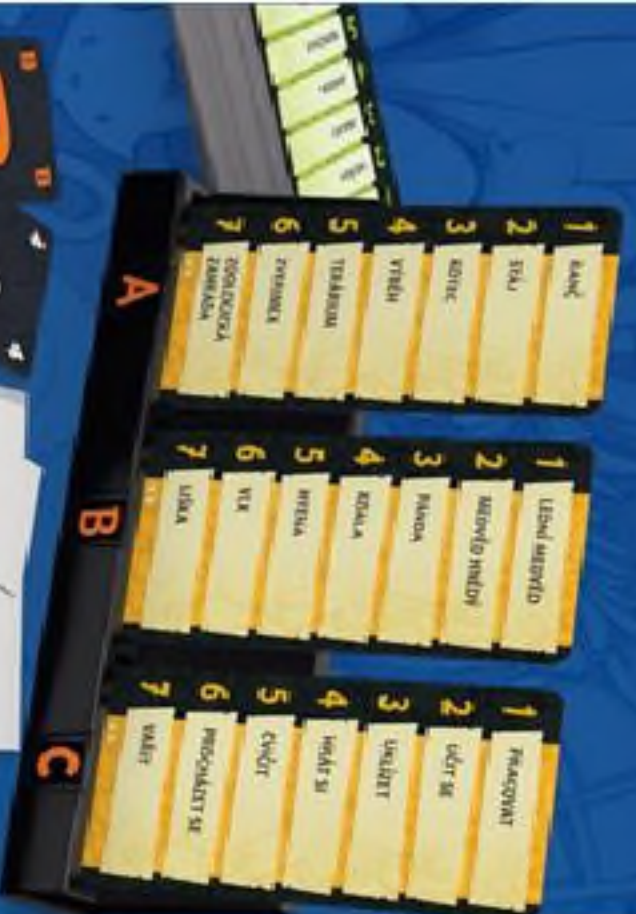 1 RANČ
2 STÁJ
3 KOTEC
4 VÝBĚH
5 TERÁRIUM
6 ZVĚŘINEC
7 ZOOLOGICKÁ
ZAHRADA
A
1 LEDNÍ MEDVĚD
2 MEDVĚD HNĚDÝ
3 PANDA
4 KOALA
5 HYENA
6 VLK
7 LIŠKA
B
1 PRACOVAT
2 UČIT SE
3 UKLÍZET
4 HRÁT SI
5 CVIČIT
6 PROCHÁZET SE
7 VAŘIT
C